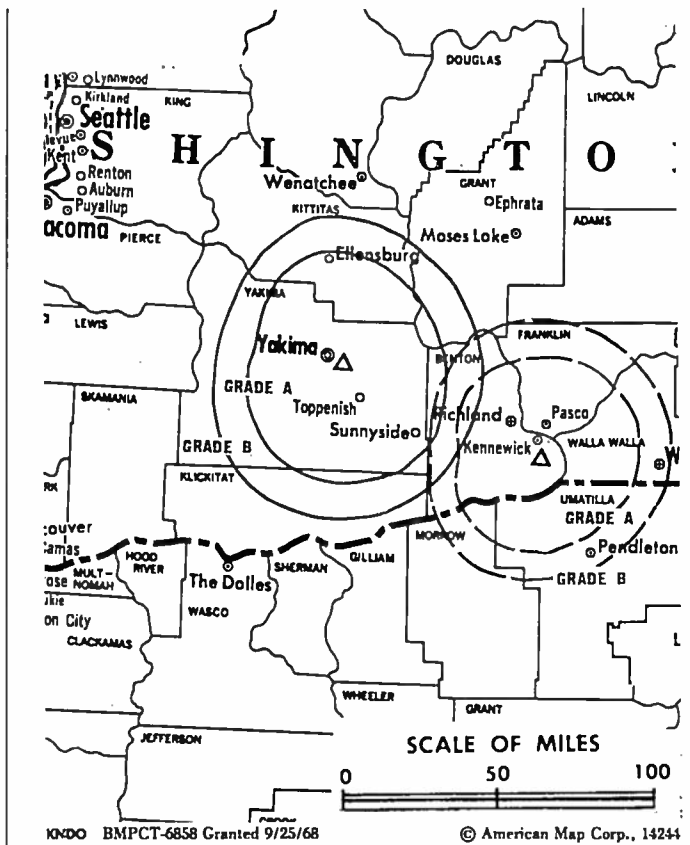 DOUGLAS
Lynnwood
LINCOLN
Kirkland
KING
Seattle
Kent
S H I N G T O
Renton
Wenatchee
GRANT
Auburn
Ephrata
Puyallup
KITTITAS
ADAMS
acoma
PIERCE
Moses Lake
Ellensburg
YAKIMA
LEWIS
FRANKLIN
Yakima
BENTON
GRADE A
SKAMANIA
Toppenish
Richland
Pasco
Sunnyside
Kennewick
WALLA WALLA
GRADE B
W
KLICKITAT
UMATILLA
GRADE A
ouver
MORROW
Pendleton
amas
HOOD
RIVER
GILLIAM
SHERMAN
GRADE B
MULT-
NOMAH
The Dolles
WASCO
on City
CLACKAMAS
WHEELER
GRANT
JEFFERSON
SCALE OF MILES
0 50 100
KNDO BMPCT-6858 Granted 9/25/68
© American Map Corp., 14244